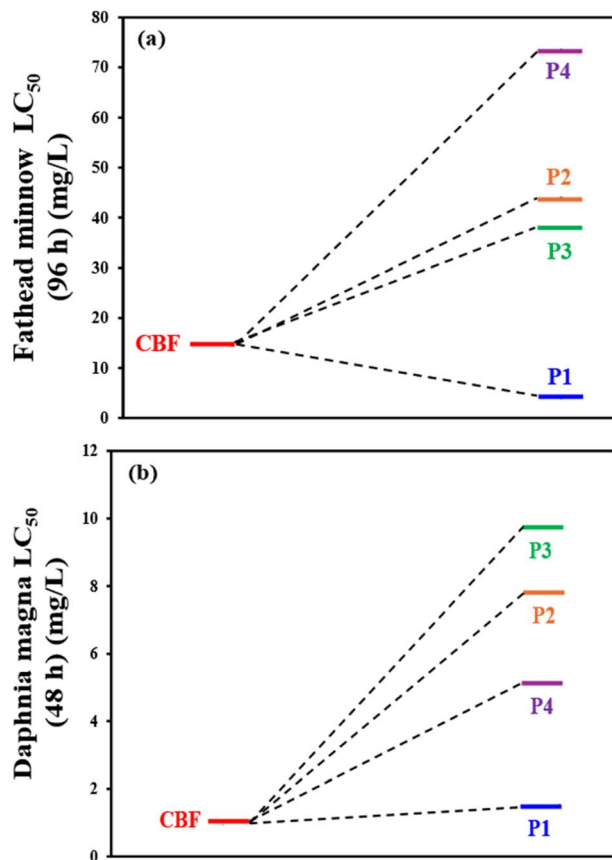 80
(a)
70
P4
60
50
P2
40
P3
30
20
CBF
10
P1
0
Fathead minnow LC50
(96 h) (mg/L)
12
(b)
10
P3
8
P2
6
P4
4
2
CBF
P1
0
Daphnia magna LC50
(48 h) (mg/L)